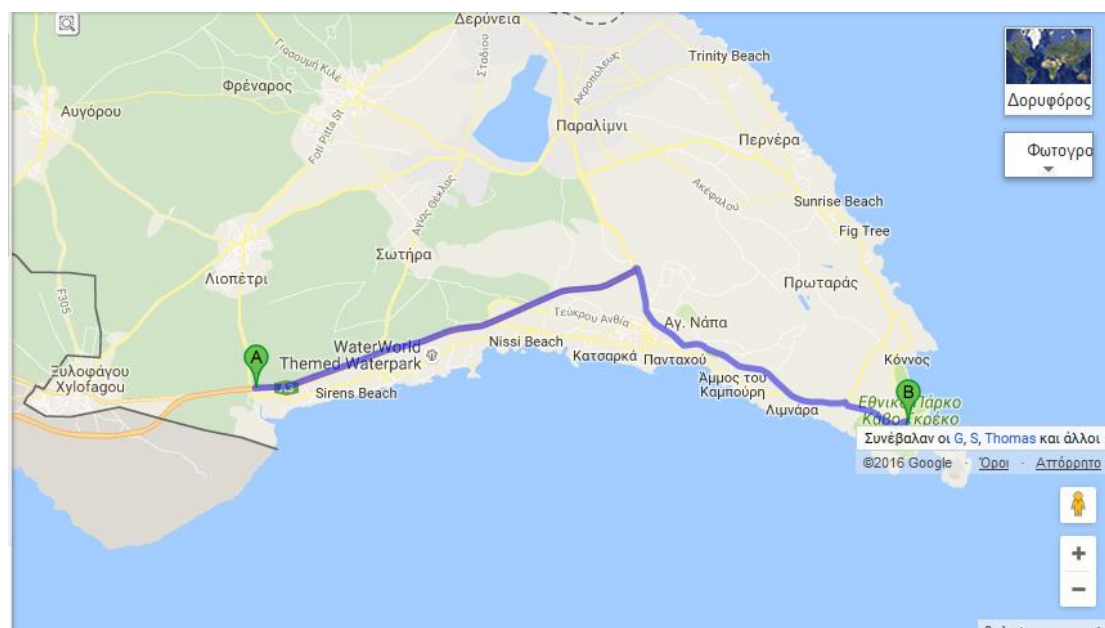 Δερύνεια
Γιασουμή Κιλέ
Σταδίου
Ακροπόλεως
Trinity Beach
Φρέναρος
Αυγόρου
Foti Pitta St
Παραλίμνι
Περνέρα
Δορυφόρος
Φωτογρα
Αγίας Θέκλας
Ακεφαλού
Sunrise Beach
Fig Tree
Σωτήρα
Λιοπέτρι
Πρωταράς
F305
Τεύκρου Ανθία
Αγ. Νάπα
WaterWorld
Themed Waterpark
Nissi Beach
Κατσαρκά
Πανταχού
Κόννος
A
Ξυλοφάγου
Xylofagou
A3
Sirens Beach
Άμμος του
Καμπούρη
Λιμνάρα
B
Εθνικό Πάρκο
Κάβο Γκρέκο
Συνέβαλαν οι G, S, Thomas και άλλοι
©2016 Google - Όροι - Απόρρητο
+
−